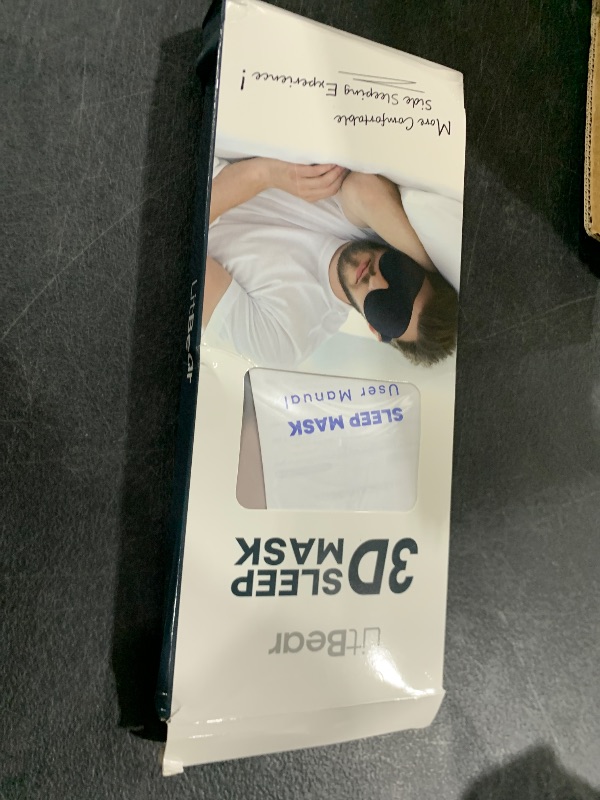 LitBear
3D SLEEP
MASK
SLEEP MASK
User Manual
More Comfortable
Side Sleeping Experience!
LitBear